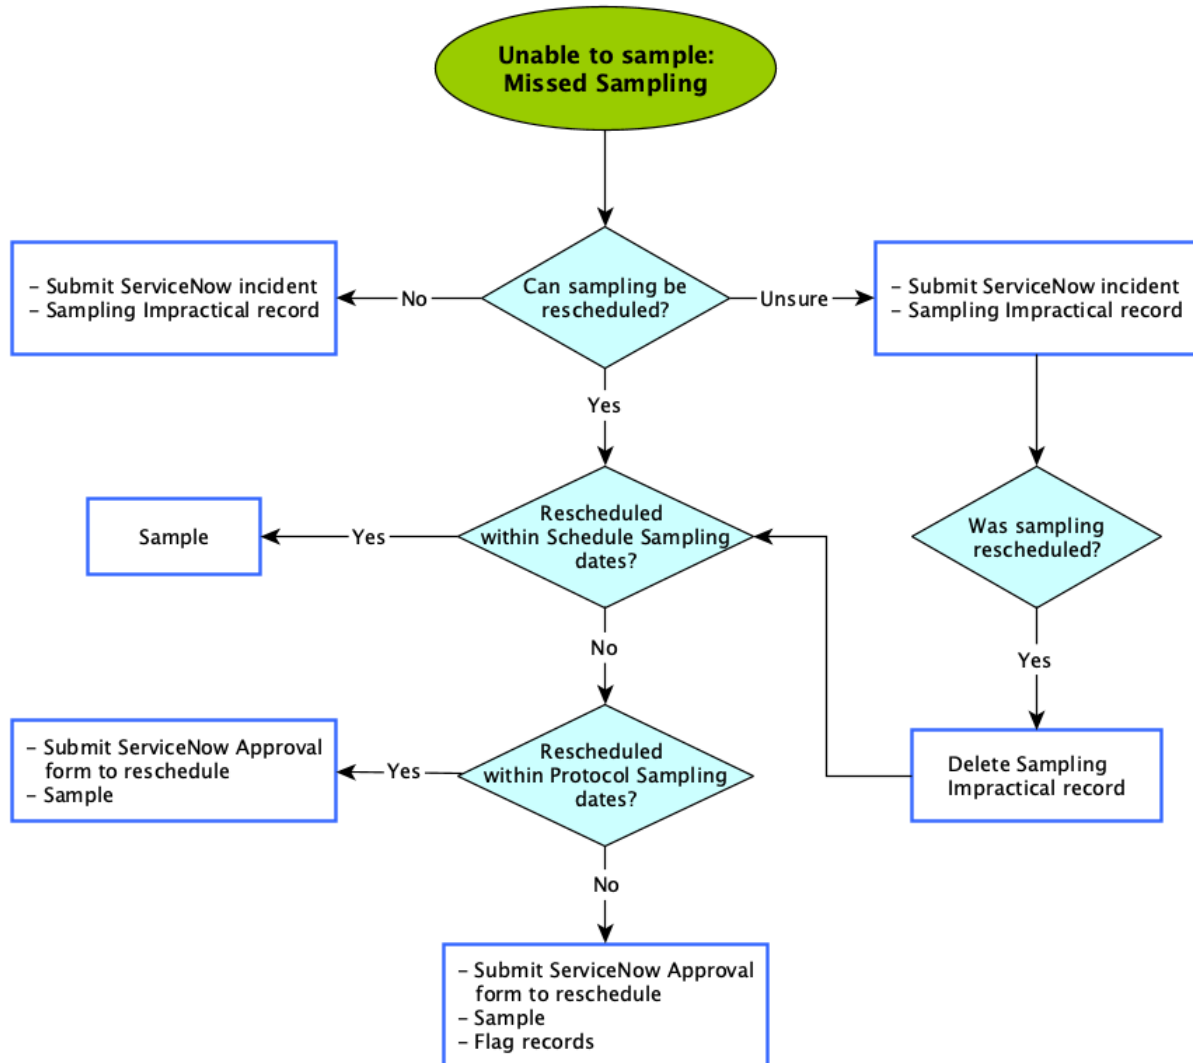 Unable to sample:
Missed Sampling
– Submit ServiceNow incident
– Sampling Impractical record
No
Can sampling be
rescheduled?
Unsure
– Submit ServiceNow incident
– Sampling Impractical record
Yes
Sample
Yes
Rescheduled
within Schedule Sampling
dates?
Was sampling
rescheduled?
No
Yes
– Submit ServiceNow Approval
form to reschedule
– Sample
Yes
Rescheduled
within Protocol Sampling
dates?
Delete Sampling
Impractical record
No
– Submit ServiceNow Approval
form to reschedule
– Sample
– Flag records